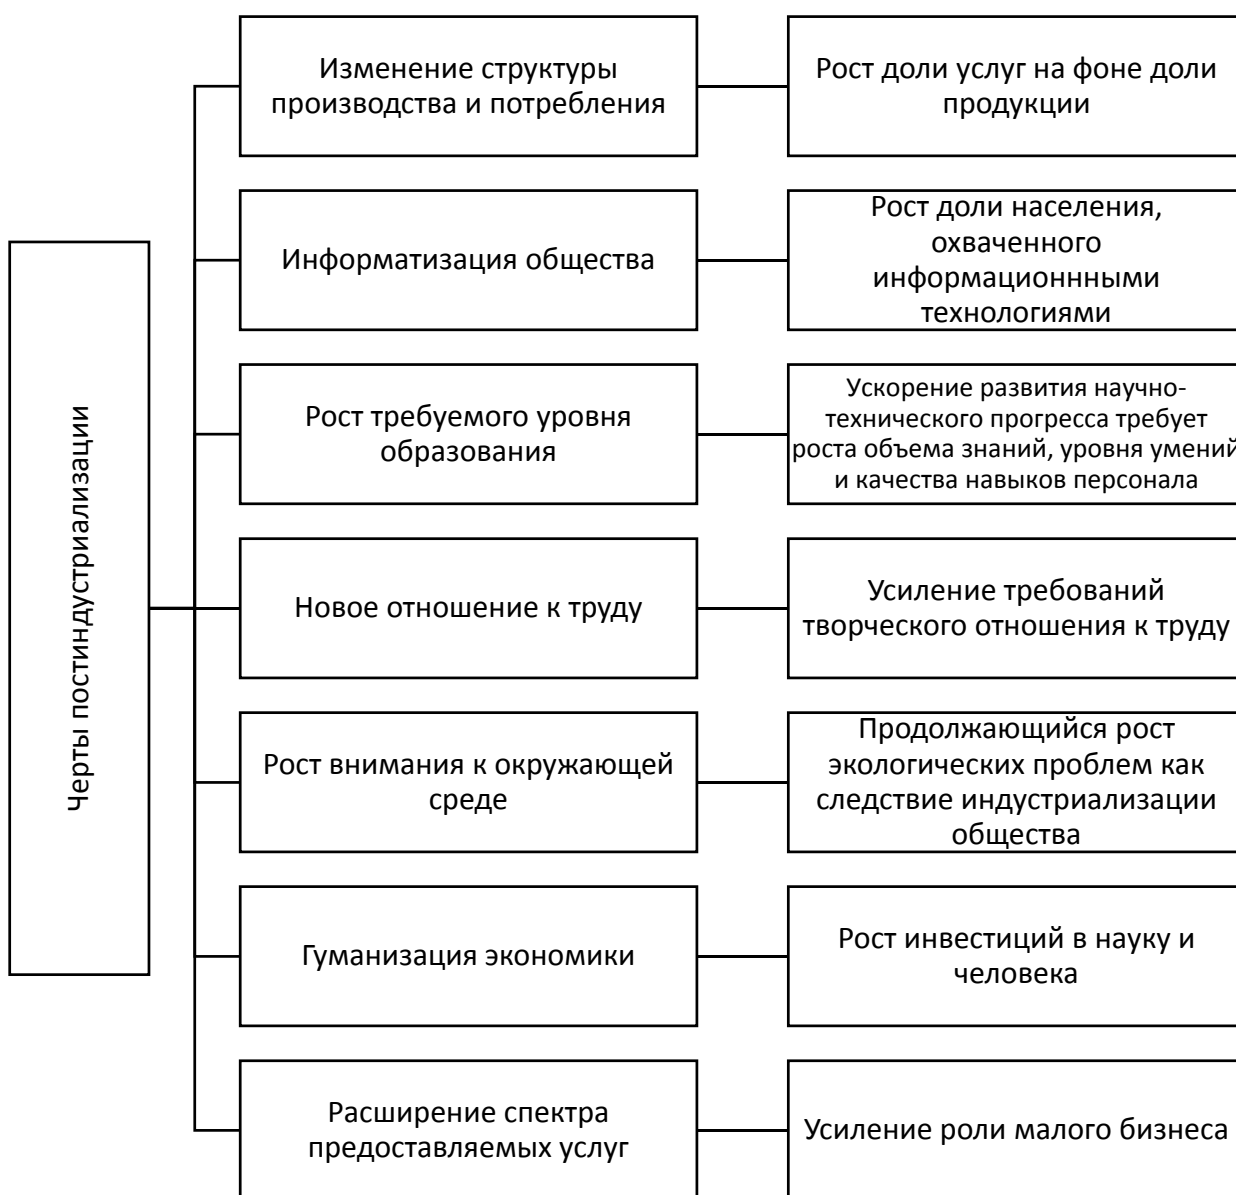 Черты постиндустриализации
Изменение структуры
производства и потребления
Рост доли услуг на фоне доли
продукции
Информатизация общества
Рост доли населения,
охваченного
информационнными
технологиями
Рост требуемого уровня
образования
Ускорение развития научно-
технического прогресса требует
роста объема знаний, уровня умений
и качества навыков персонала
Новое отношение к труду
Усиление требований
творческого отношения к труду
Рост внимания к окружающей
среде
Продолжающийся рост
экологических проблем как
следствие индустриализации
общества
Гуманизация экономики
Рост инвестиций в науку и
человека
Расширение спектра
предоставляемых услуг
Усиление роли малого бизнеса